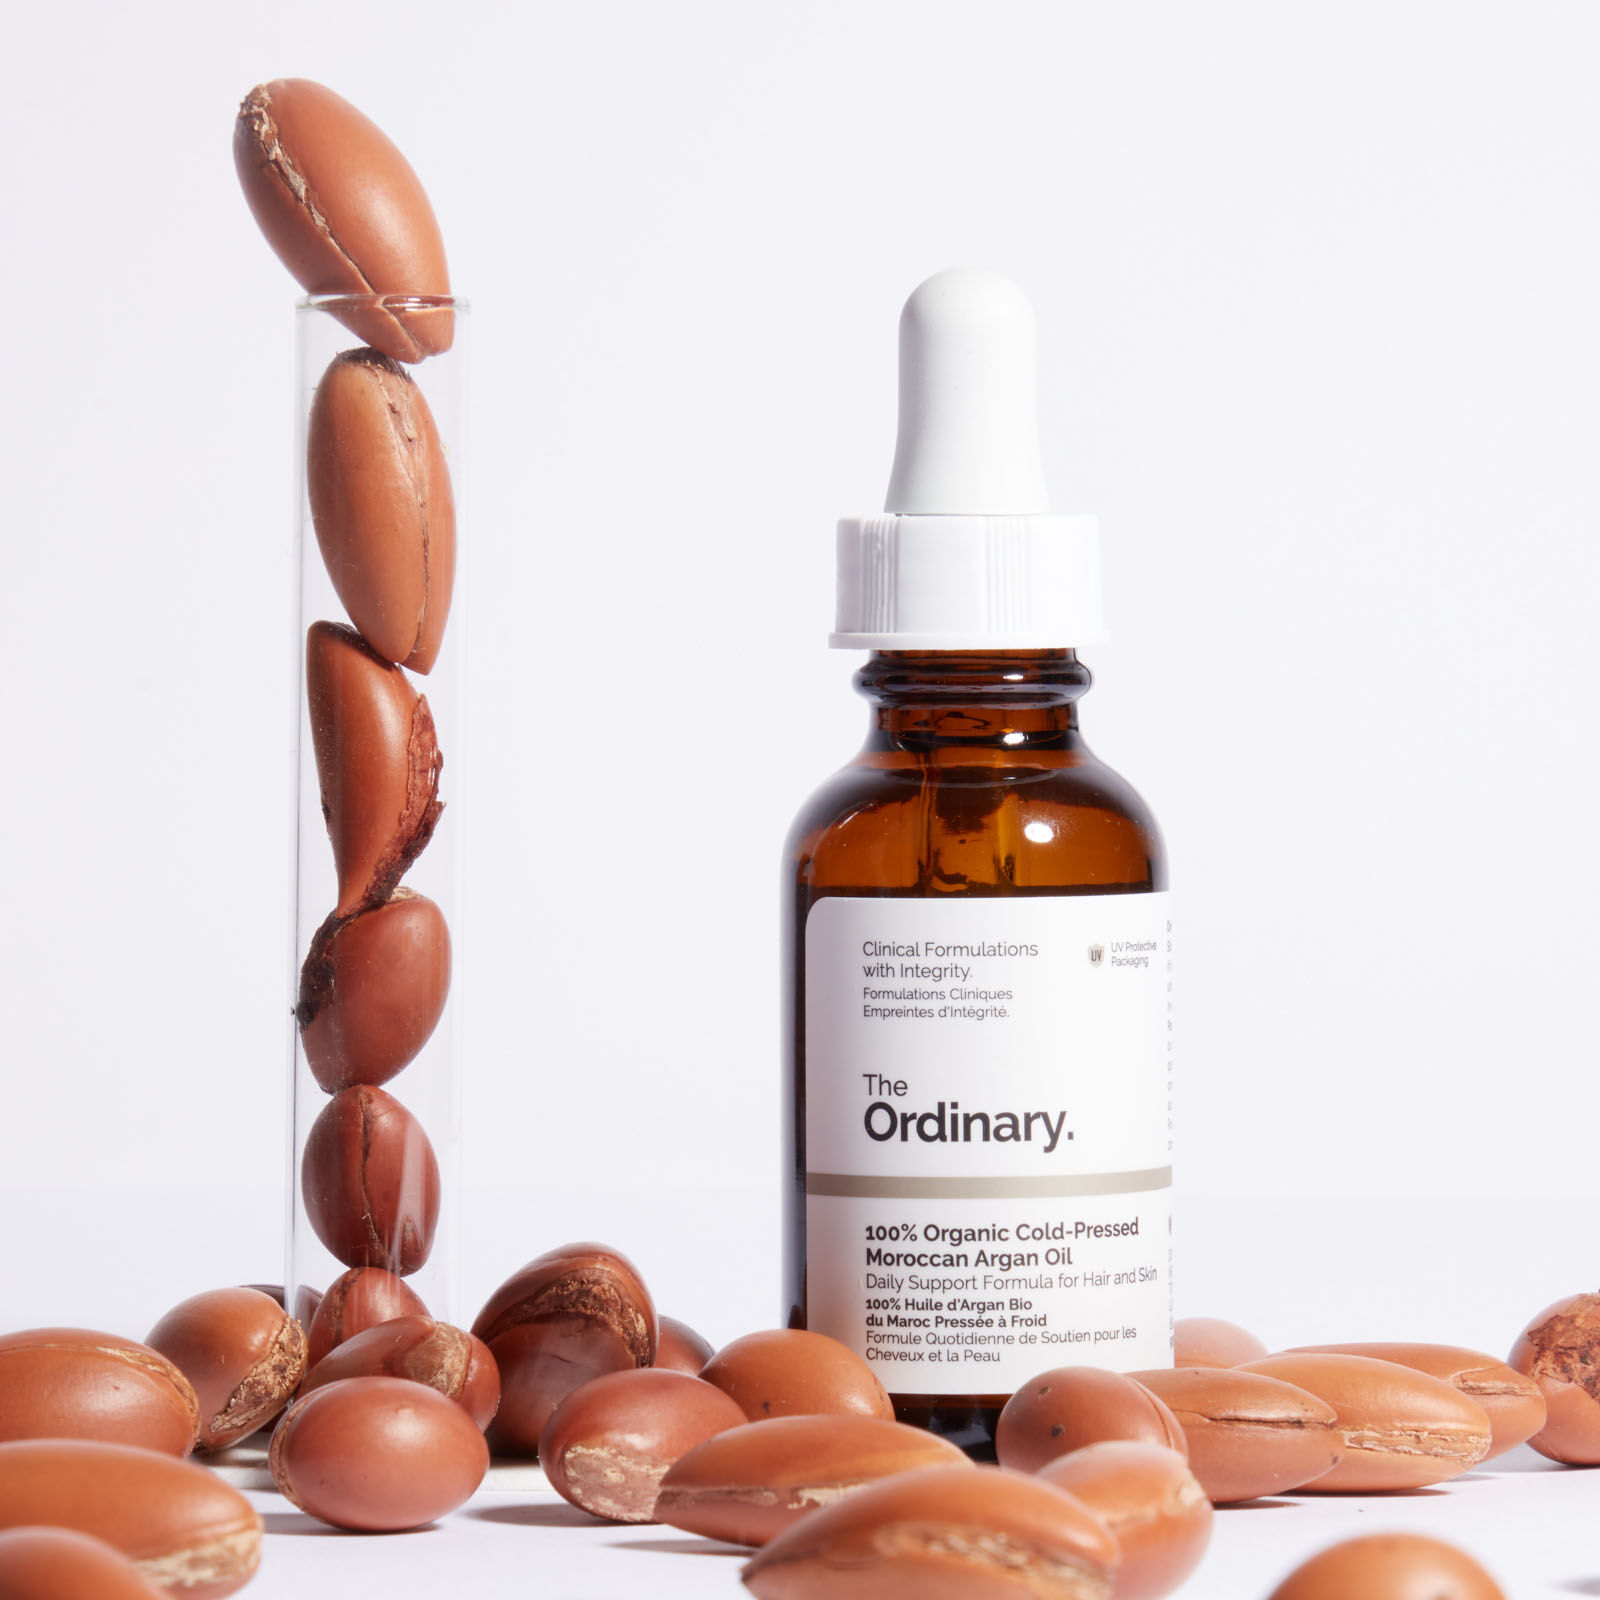 Clinical Formulations
with Integrity.
Formulations Cliniques
Empreintes d'Intégrité.
UV
UV Protective
Packaging
The
Ordinary.
100% Organic Cold-Pressed
Moroccan Argan Oil
Daily Support Formula for Hair and Skin
100% Huile d'Argan Bio
du Maroc Pressée à Froid
Formule Quotidienne de Soutien pour les
Cheveux et la Peau